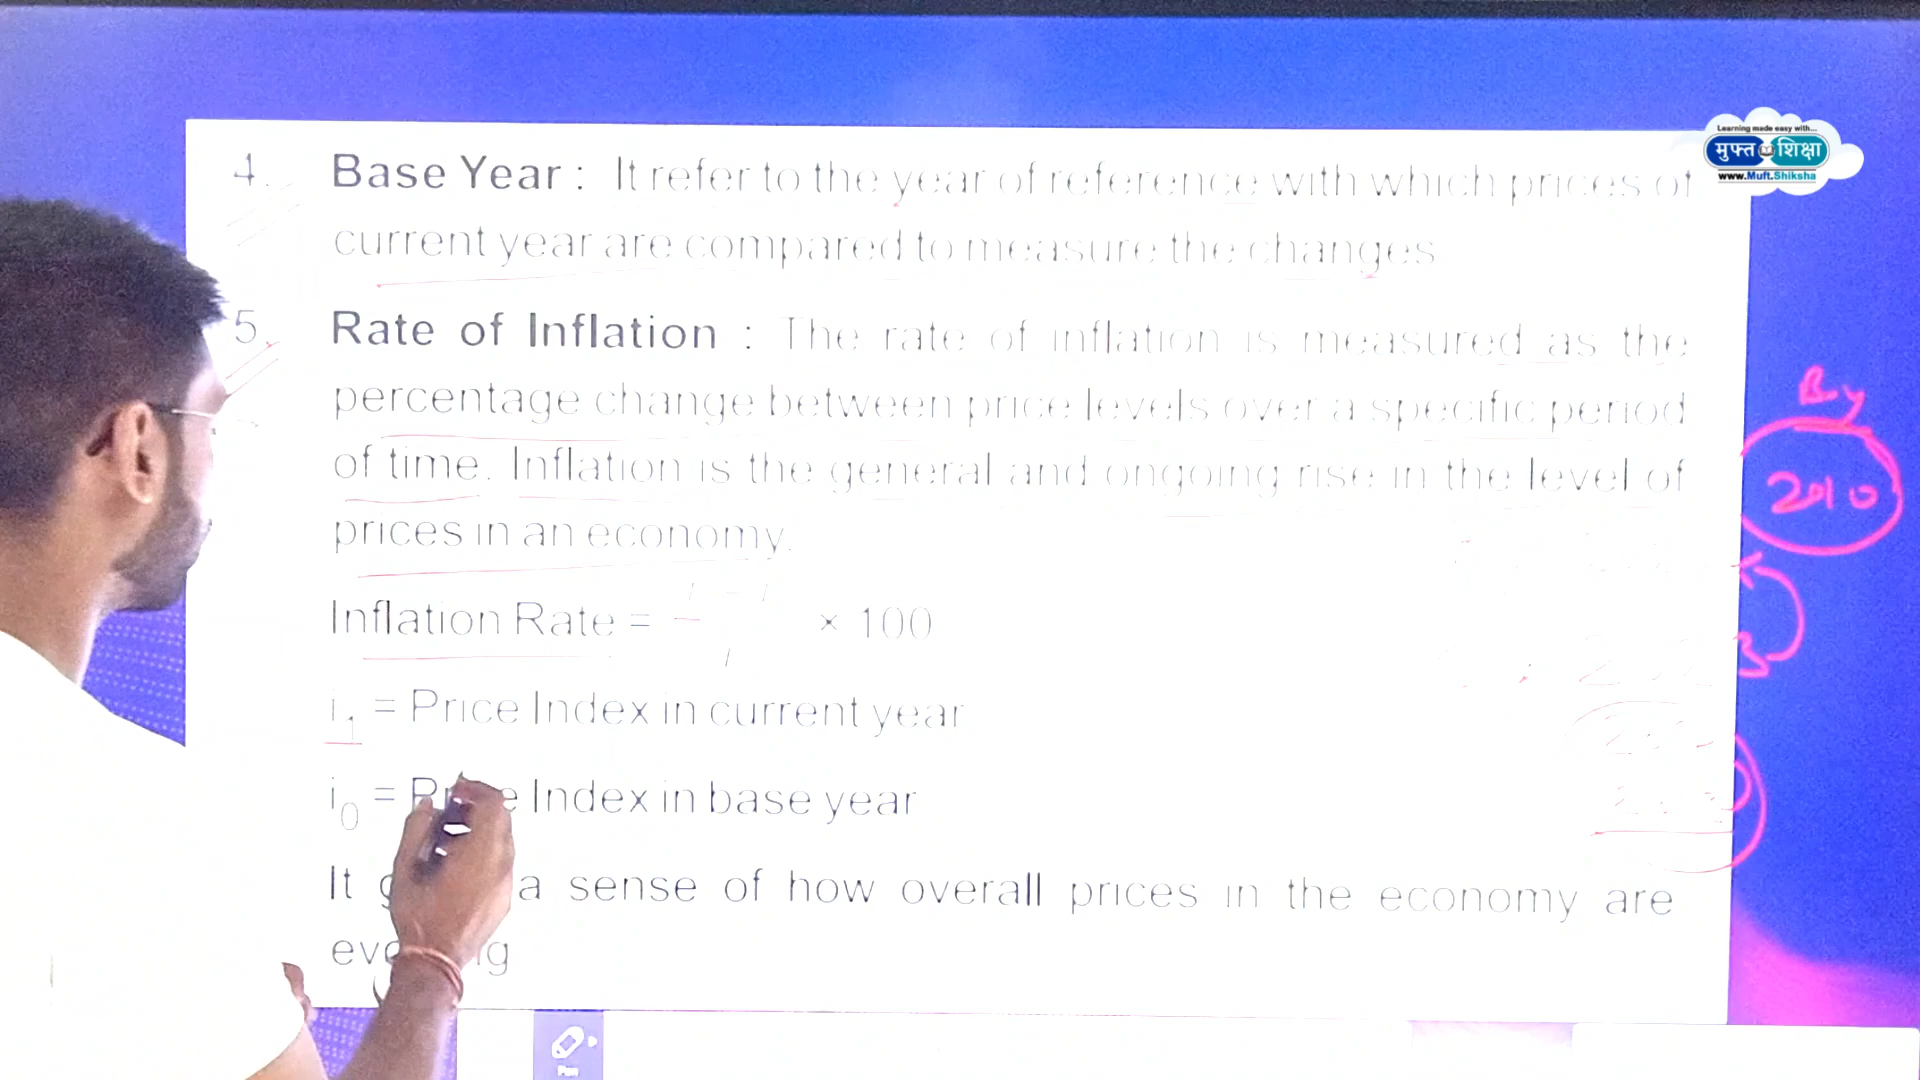 Learning made easy with...
मुफ्त शिक्षा
www.Muft.Shiksha
4. Base Year : It refer to the year of reference with which prices of
current year are compared to measure the changes
5. Rate of Inflation : The rate of inflation is measured as the
percentage change between price levels over a specific period
of time. Inflation is the general and ongoing rise in the level of
prices in an economy.
Inflation Rate = × 100
i1 = Price Index in current year
i0 = Price Index in base year
It a sense of how overall prices in the economy are
By
2010